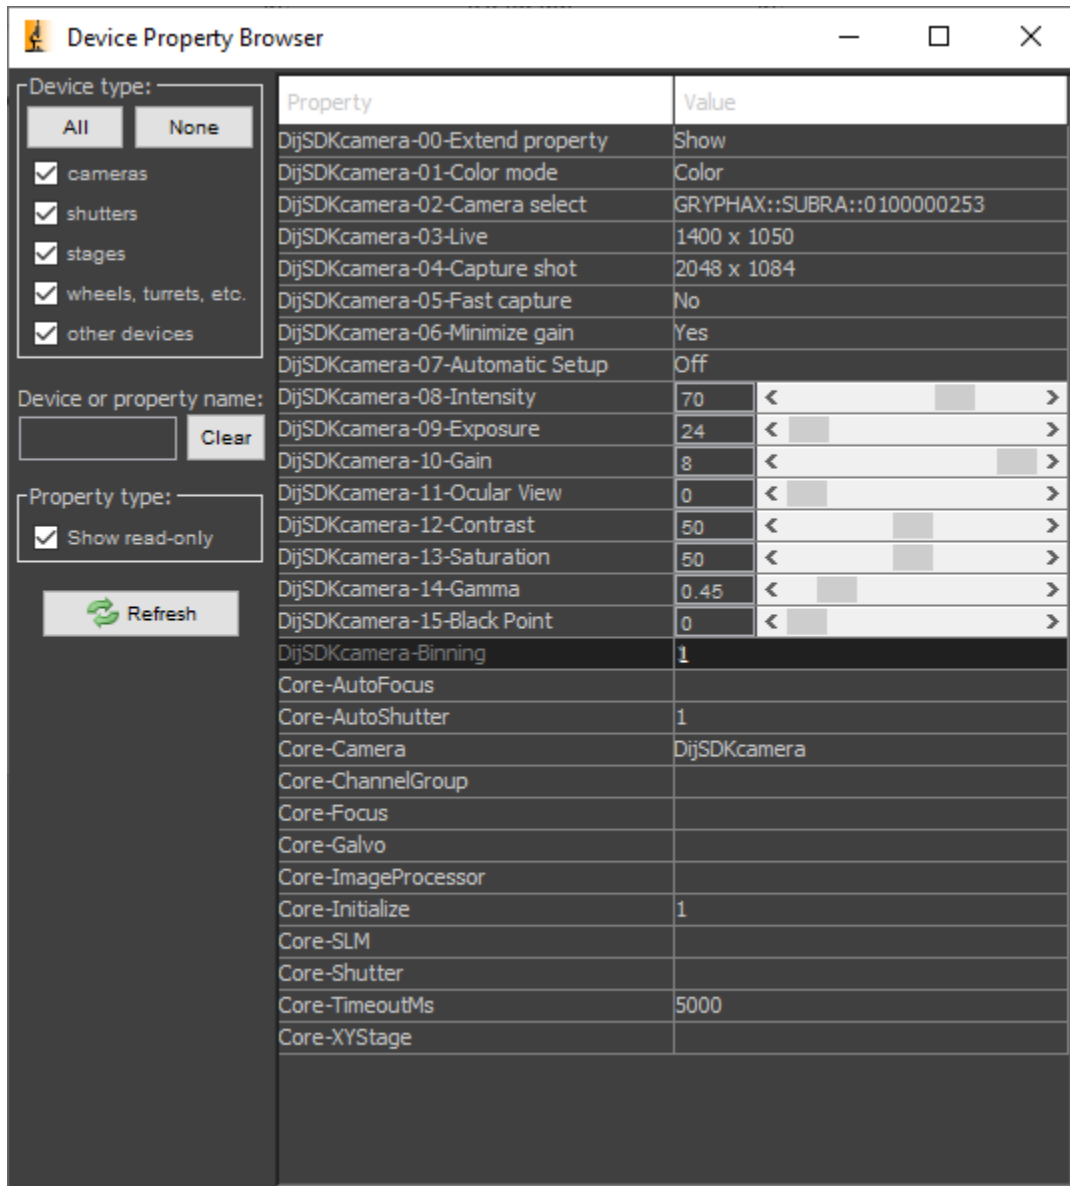 Device Property Browser
Device type:
All None
cameras
shutters
stages
wheels, turrets, etc.
other devices
Device or property name:
Clear
Property type:
Show read-only
Refresh
Property Value
DijSDKcamera-00-Extend property Show
DijSDKcamera-01-Color mode Color
DijSDKcamera-02-Camera select GRYPHAX::SUBRA::0100000253
DijSDKcamera-03-Live 1400 x 1050
DijSDKcamera-04-Capture shot 2048 x 1084
DijSDKcamera-05-Fast capture No
DijSDKcamera-06-Minimize gain Yes
DijSDKcamera-07-Automatic Setup Off
DijSDKcamera-08-Intensity 70
DijSDKcamera-09-Exposure 24
DijSDKcamera-10-Gain 8
DijSDKcamera-11-Ocular View 0
DijSDKcamera-12-Contrast 50
DijSDKcamera-13-Saturation 50
DijSDKcamera-14-Gamma 0.45
DijSDKcamera-15-Black Point 0
DijSDKcamera-Binning 1
Core-AutoFocus
Core-AutoShutter 1
Core-Camera DijSDKcamera
Core-ChannelGroup
Core-Focus
Core-Galvo
Core-ImageProcessor
Core-Initialize 1
Core-SLM
Core-Shutter
Core-TimeoutMs 5000
Core-XYStage